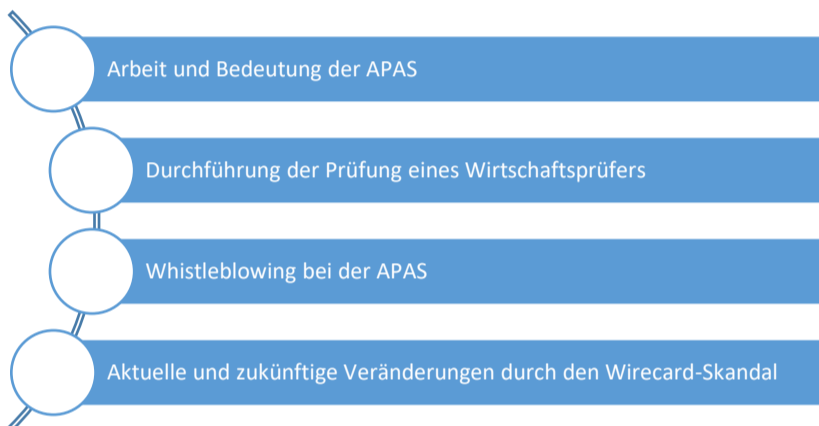 Arbeit und Bedeutung der APAS
Durchführung der Prüfung eines Wirtschaftsprüfers
Whistleblowing bei der APAS
Aktuelle und zukünftige Veränderungen durch den Wirecard-Skandal